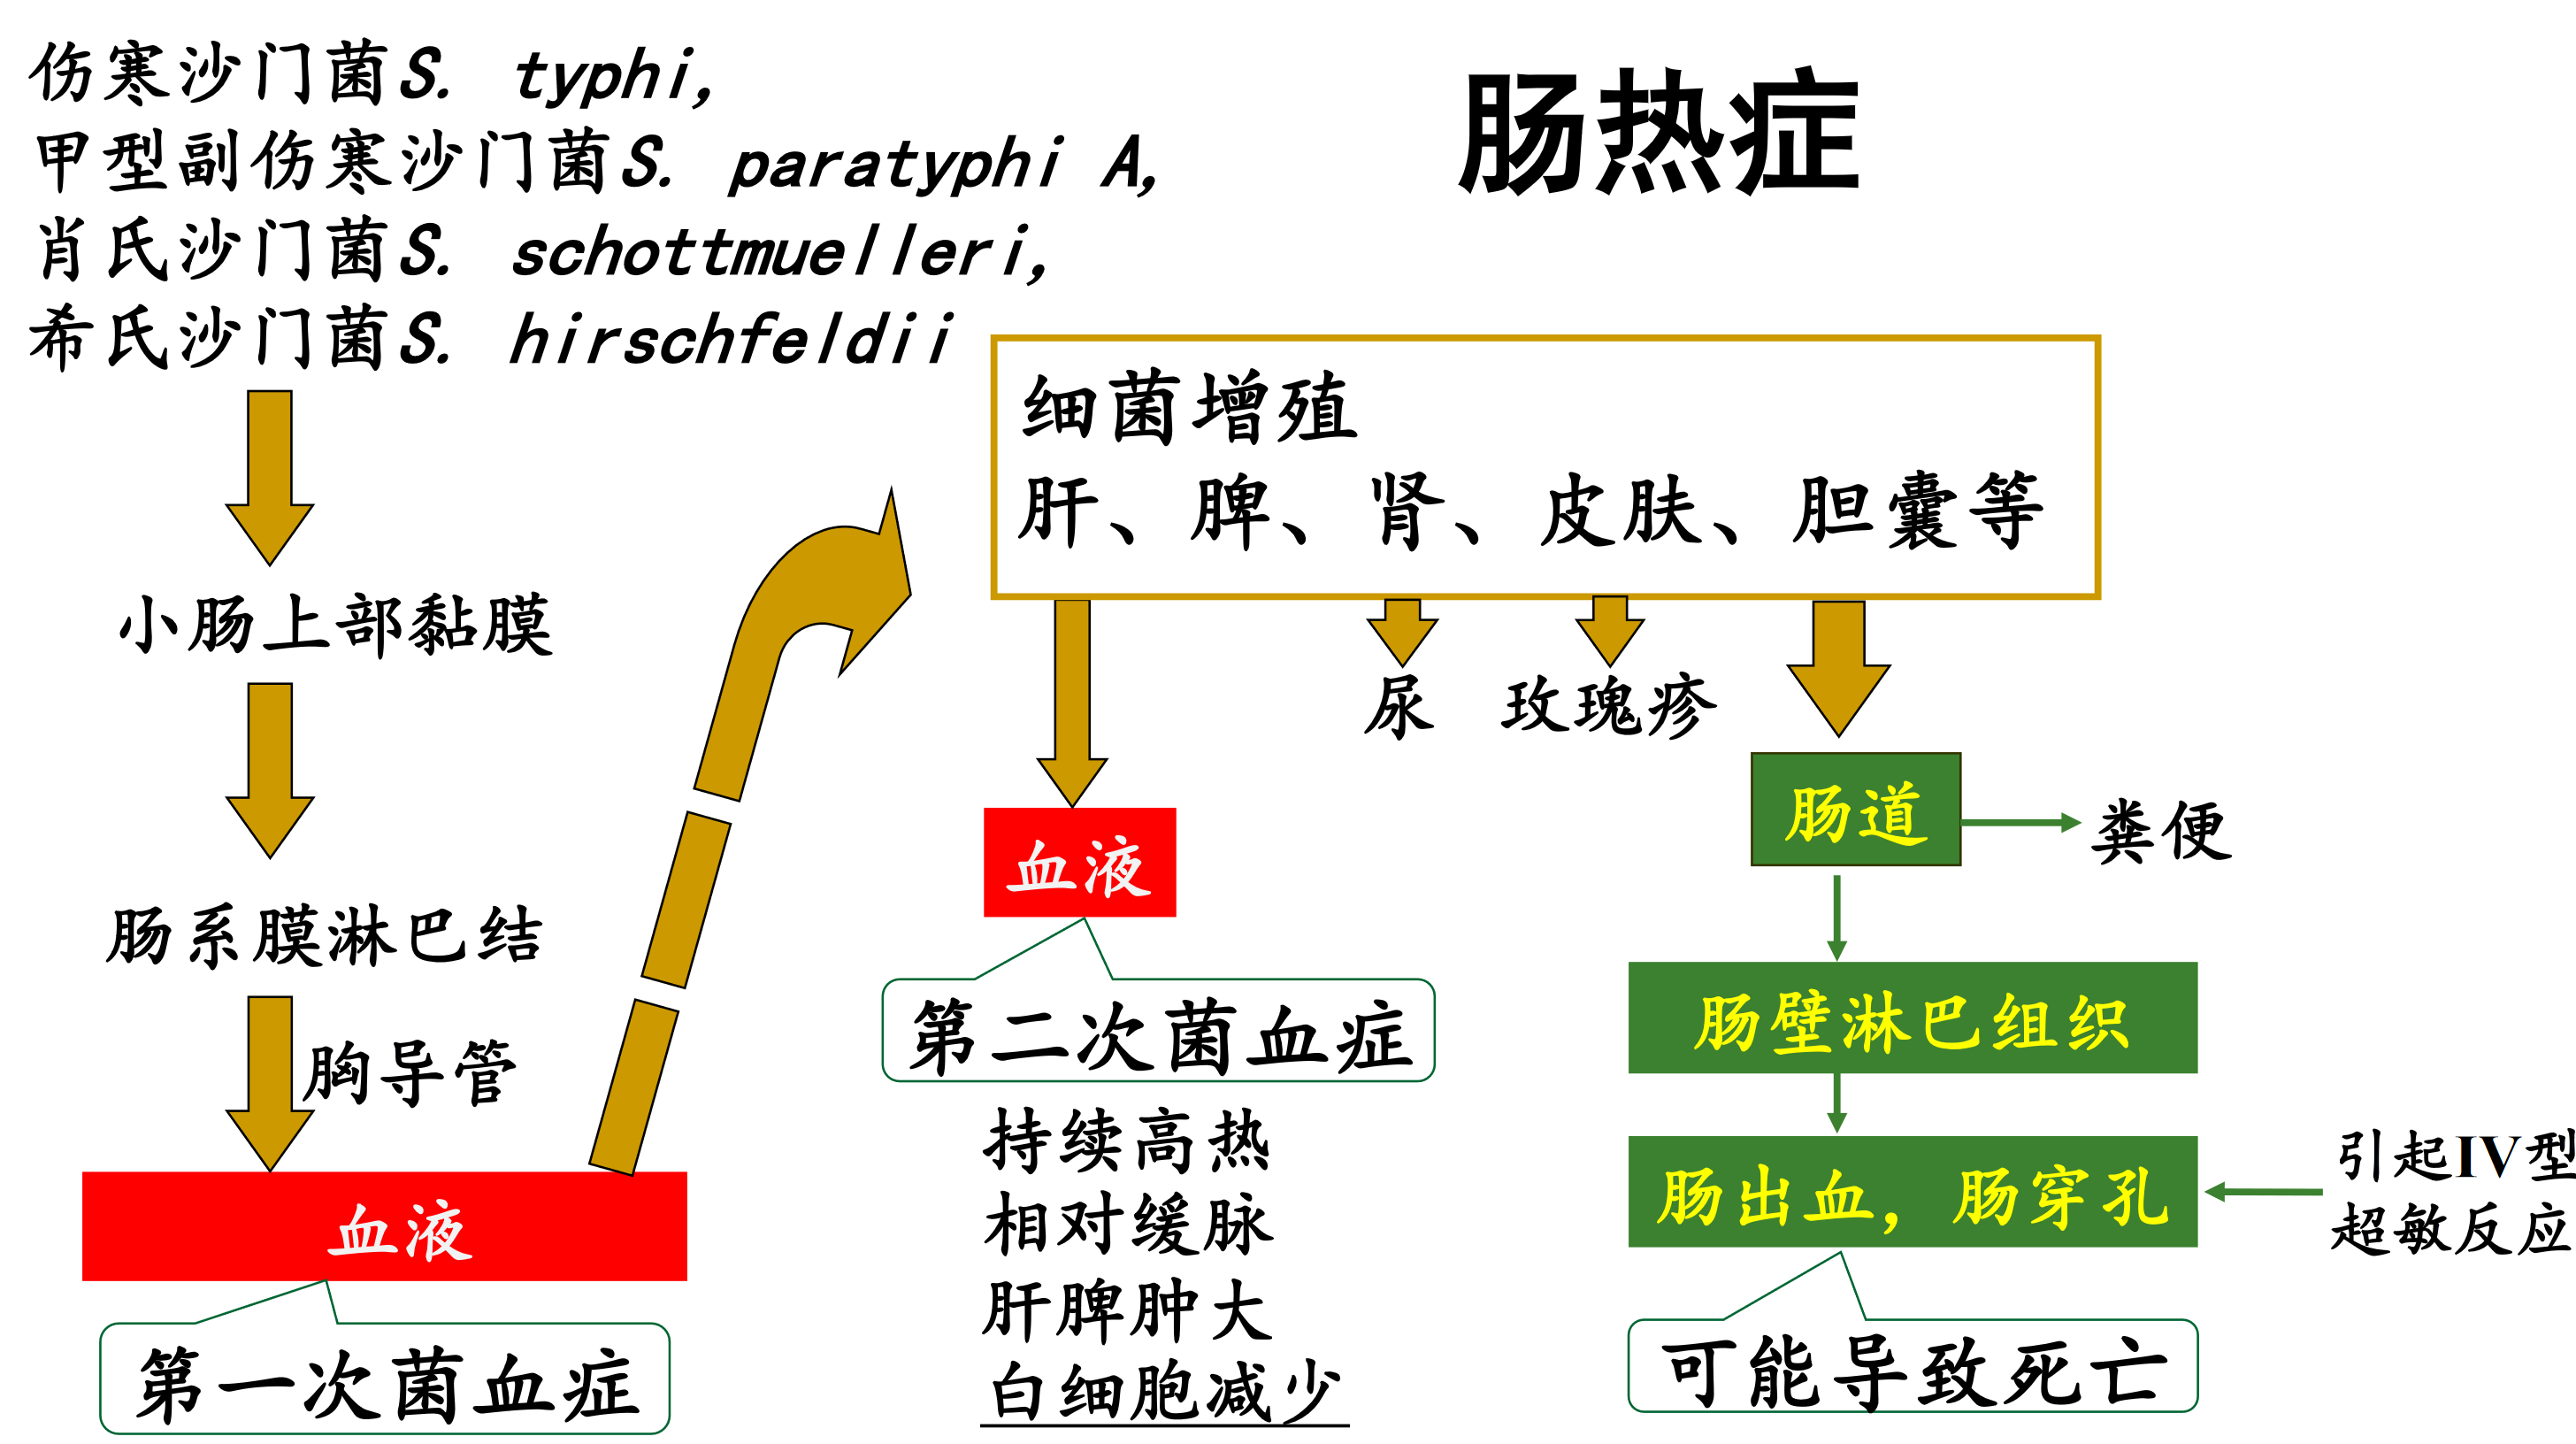 伤寒沙门菌S. typhi,
甲型副伤寒沙门菌S. paratyphi A,
肖氏沙门菌S. schottmuelleri,
希氏沙门菌S. hirschfeldii
肠热症
小肠上部黏膜
肠系膜淋巴结
胸导管
血液
第一次菌血症
细菌增殖
肝、脾、肾、皮肤、胆囊等
血液
第二次菌血症
持续高热
相对缓脉
肝脾肿大
白细胞减少
尿
玫瑰疹
肠道
粪便
肠壁淋巴组织
肠出血，肠穿孔
引起IV型
超敏反应
可能导致死亡